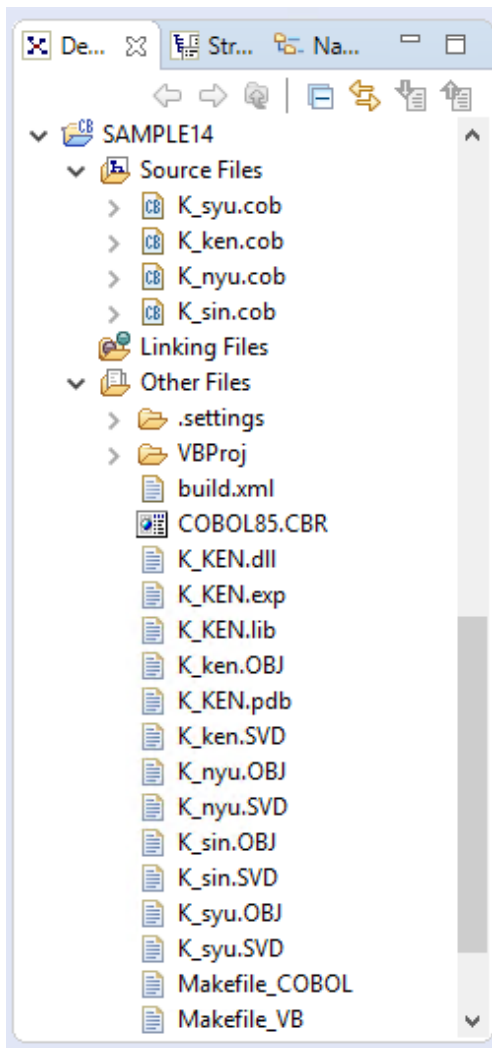 De... Str... Na...
SAMPLE14
Source Files
K_syu.cob
K_ken.cob
K_nyu.cob
K_sin.cob
Linking Files
Other Files
.settings
VBProj
build.xml
COBOL85.CBR
K_KEN.dll
K_KEN.exp
K_KEN.lib
K_ken.OBJ
K_KEN.pdb
K_ken.SVD
K_nyu.OBJ
K_nyu.SVD
K_sin.OBJ
K_sin.SVD
K_syu.OBJ
K_syu.SVD
Makefile_COBOL
Makefile_VB